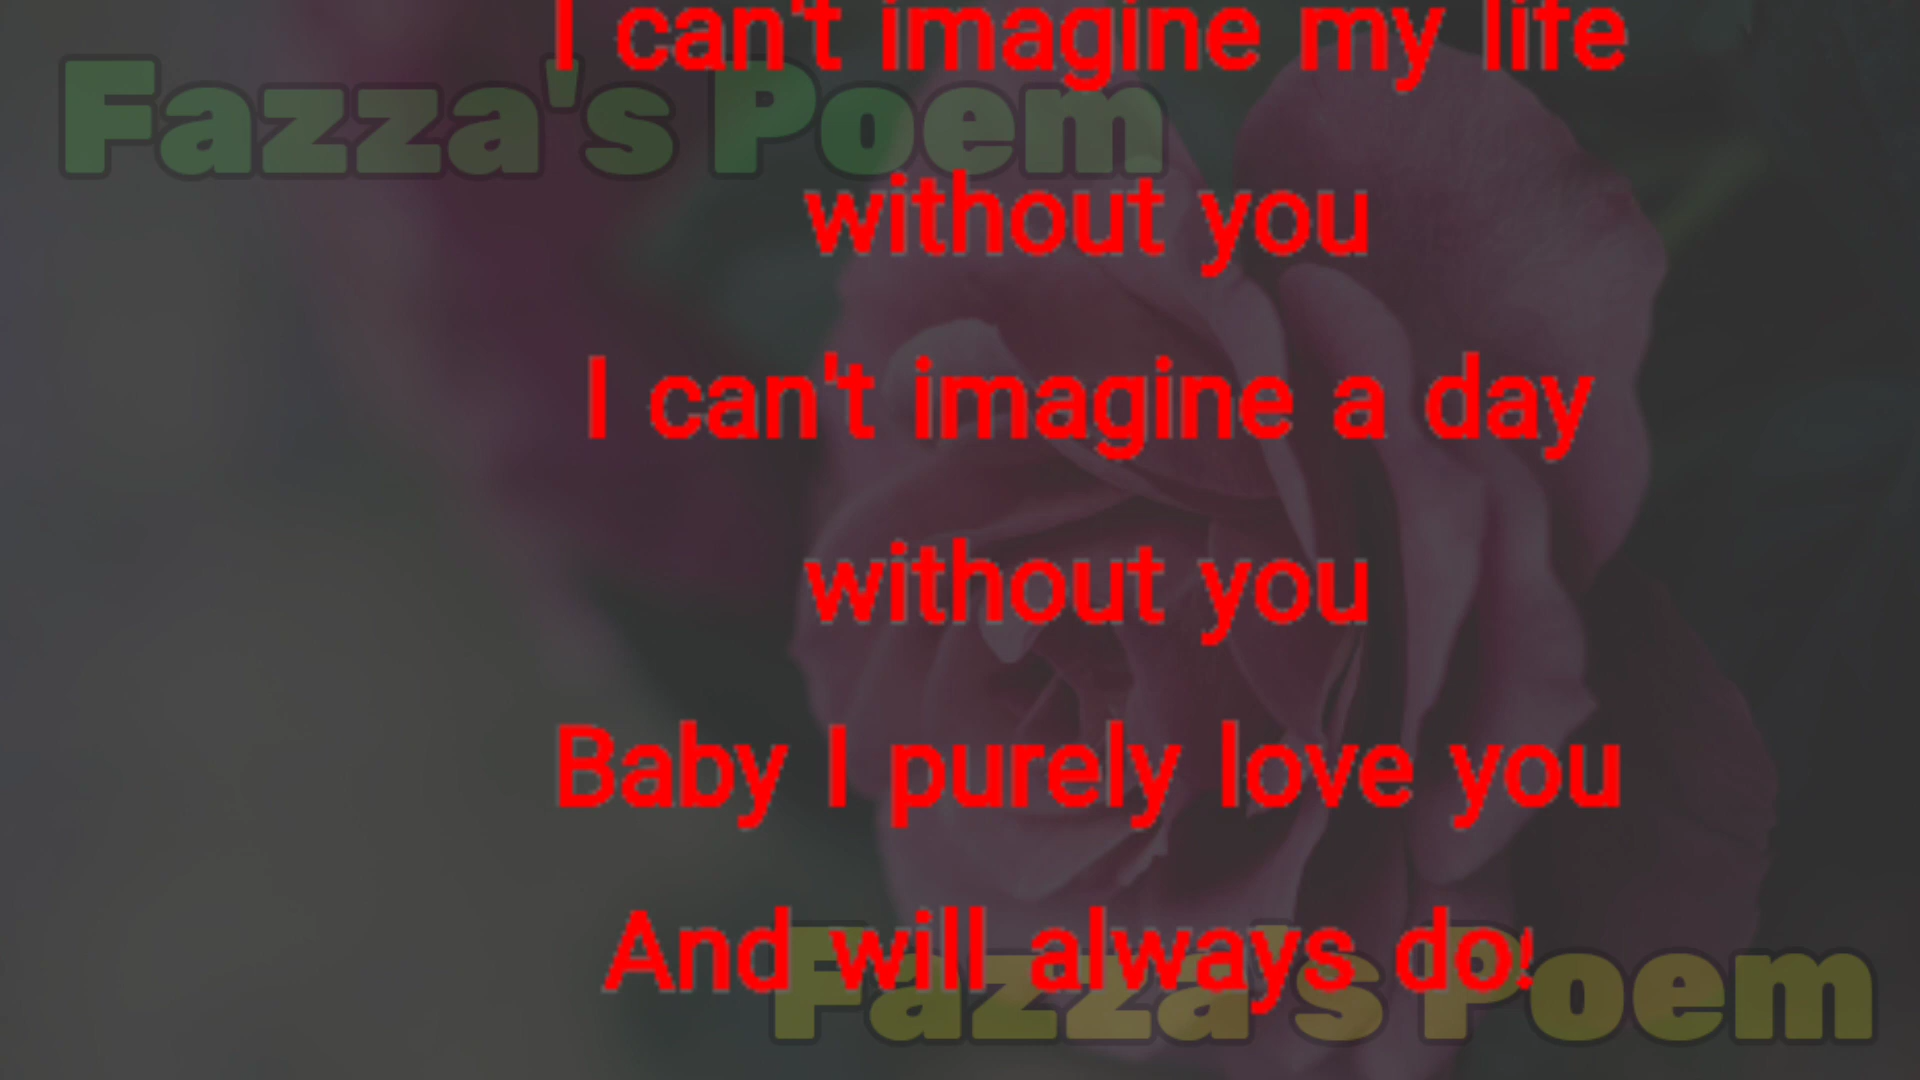 I can't imagine my life
Fazza's Poem
without you
I can't imagine a day
without you
Baby I purely love you
And will always do!
Fazza's Poem